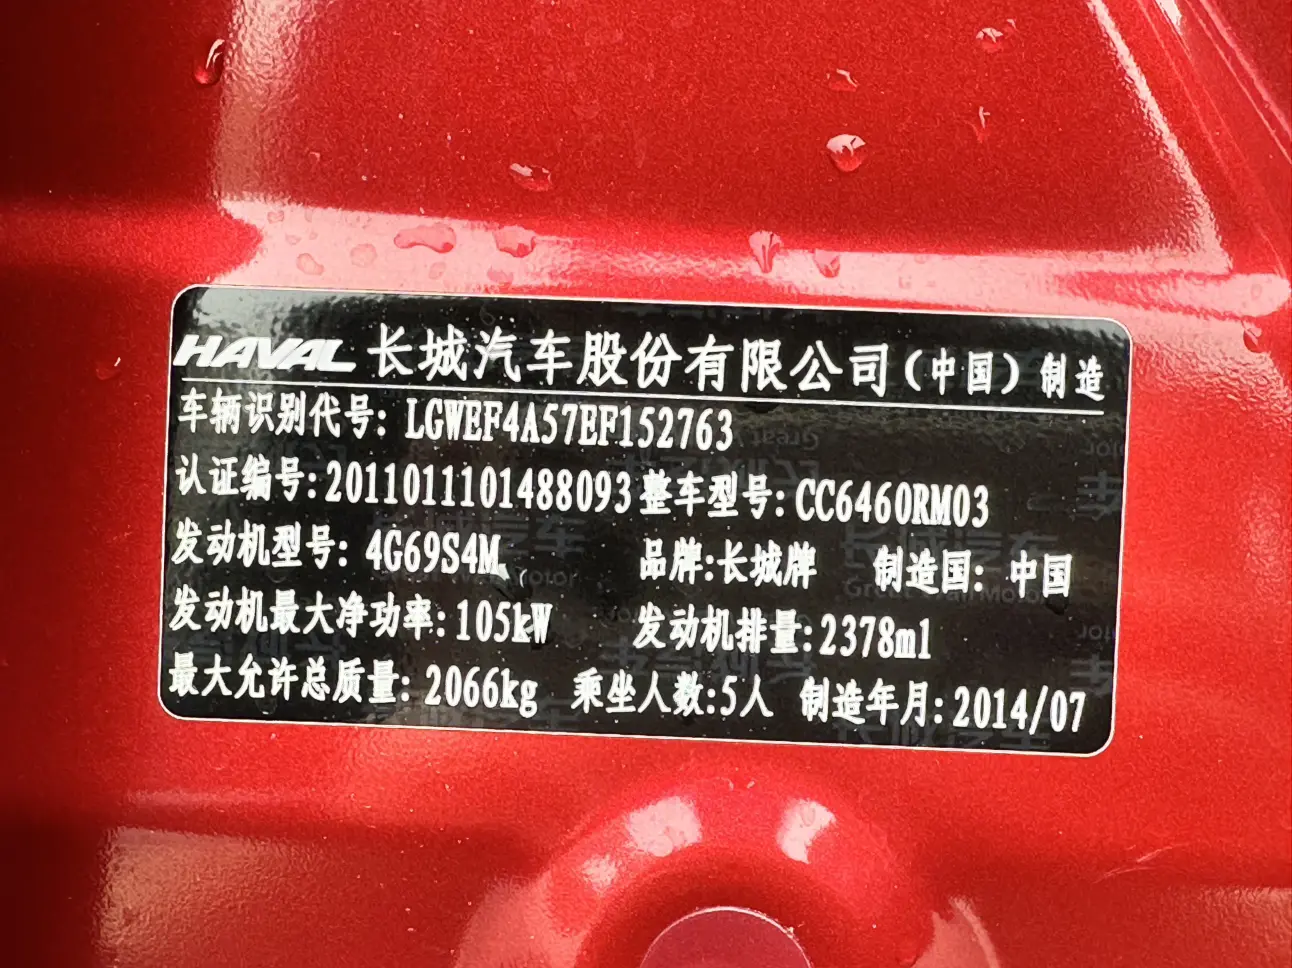 HAVAL 长城汽车股份有限公司(中国)制造
车辆识别代号: LGWEF4A57EF152763
认证编号:2011011101488093 整车型号:CC6460RM03
发动机型号: 4G69S4M 品牌:长城牌 制造国: 中国
发动机最大净功率:105kW 发动机排量:2378ml
最大允许总质量: 2066kg 乘坐人数:5人 制造年月:2014/07